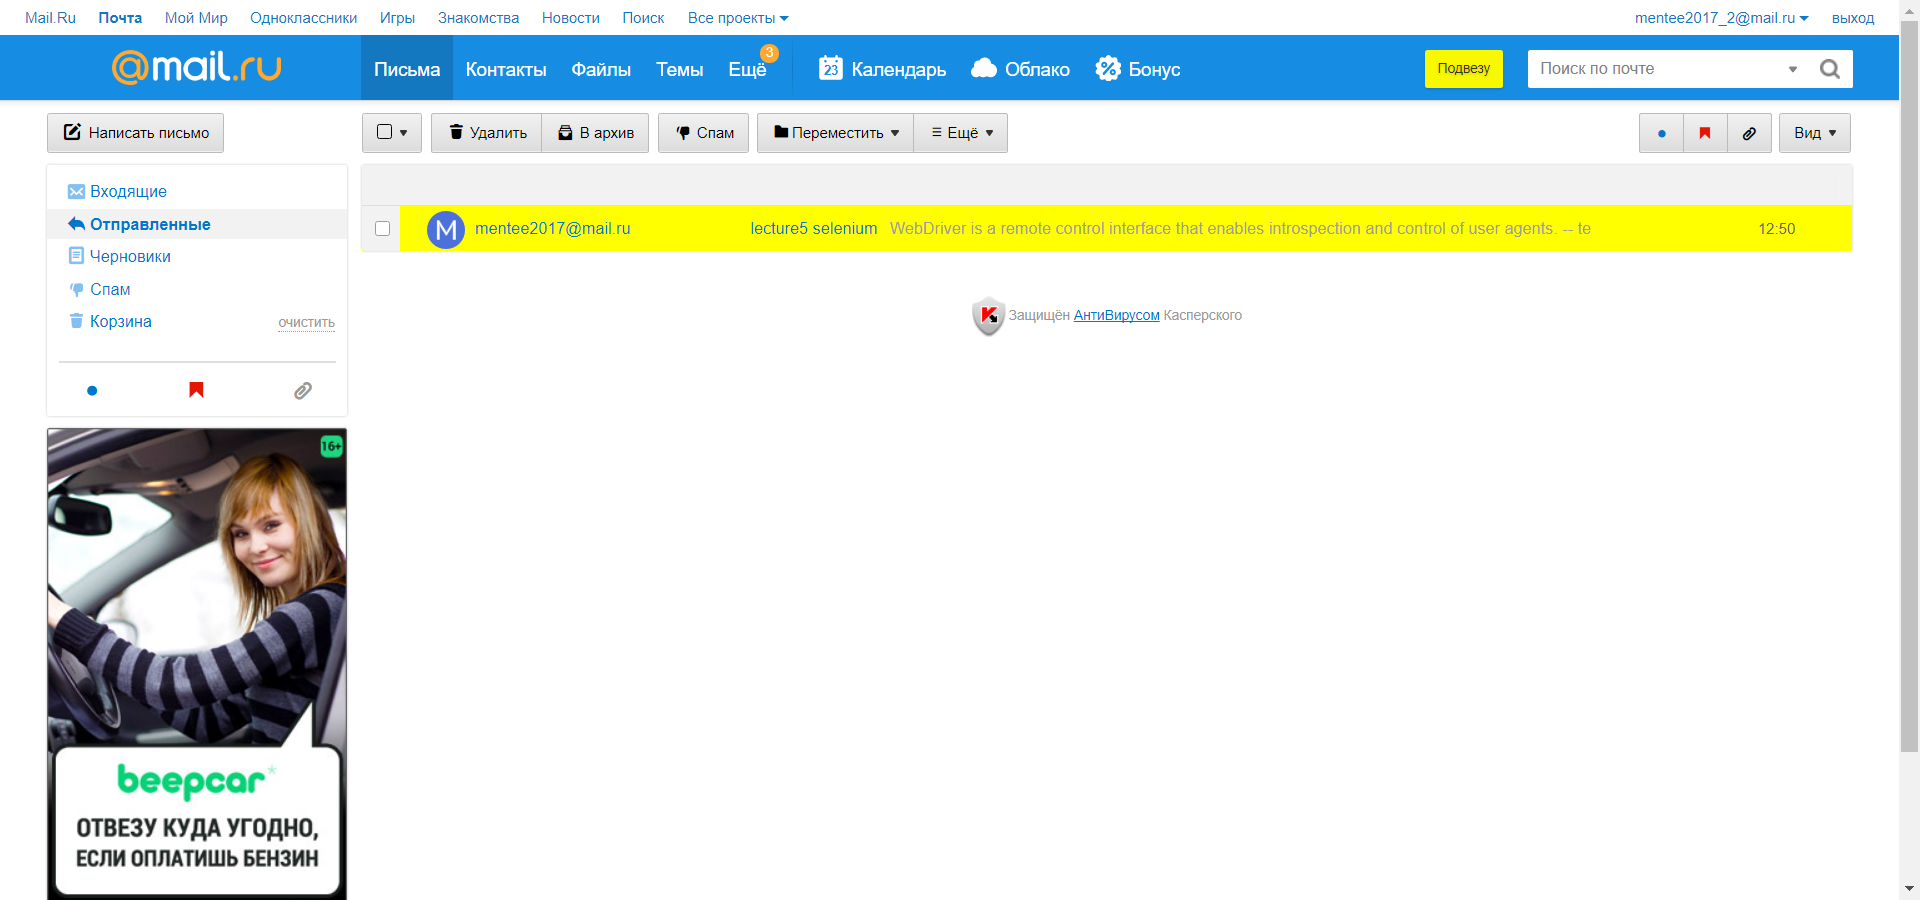 Mail.Ru Почта Мой Мир Одноклассники Игры Знакомства Новости Поиск Все проекты mentee2017_2@mail.ru выход
@mail.ru Письма Контакты Файлы Темы Ещё 3 23 Календарь Облако Бонус Подвезу Поиск по почте
Написать письмо Удалить В архив Спам Переместить Ещё Вид
Входящие
Отправленные
M mentee2017@mail.ru lecture5 selenium WebDriver is a remote control interface that enables introspection and control of user agents. -- te 12:50
Черновики
Спам
Корзина очистить
Защищён АнтиВирусом Касперского
16+
beepcar*
ОТВЕЗУ КУДА УГОДНО,
ЕСЛИ ОПЛАТИШЬ БЕНЗИН